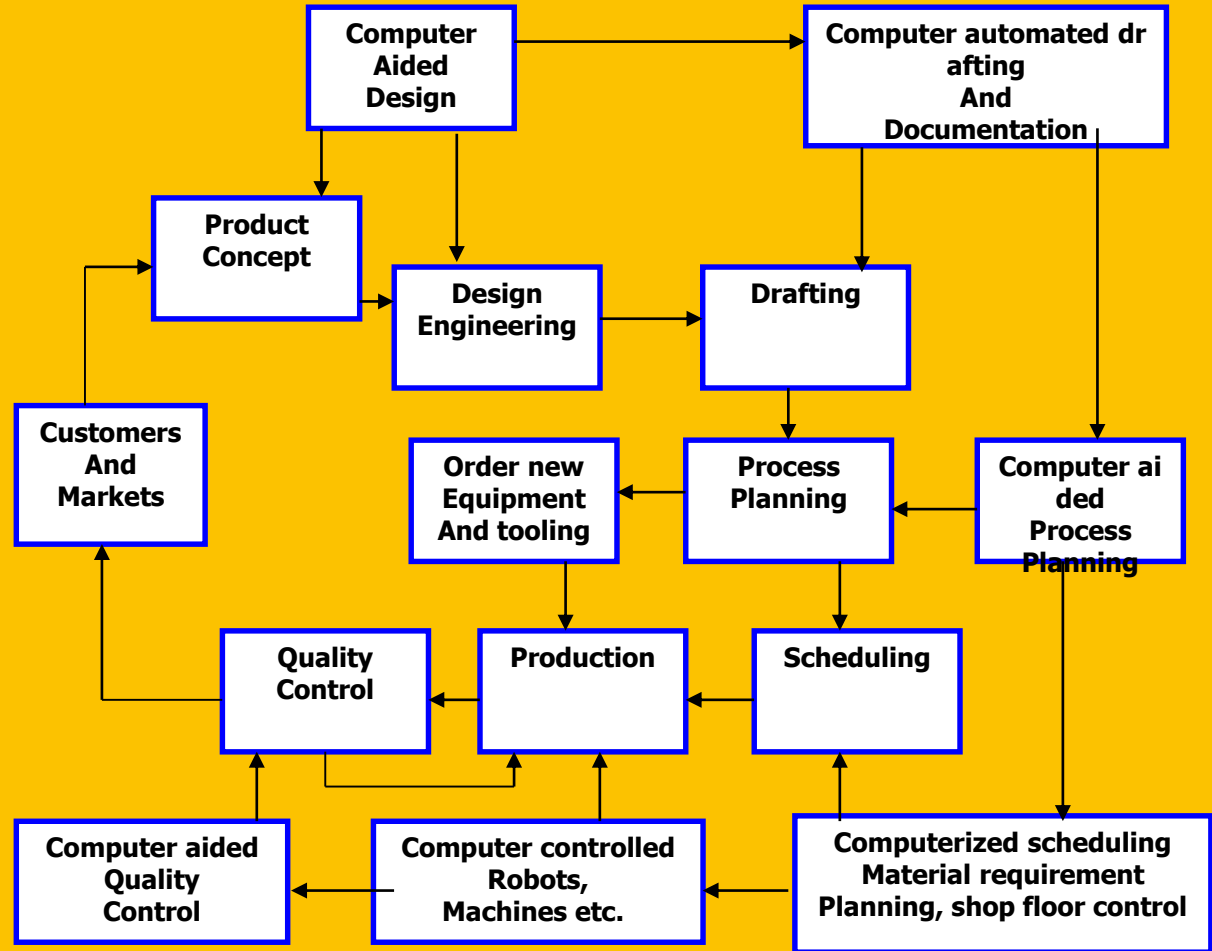 Computer
Aided
Design
Computer automated dr
afting
And
Documentation
Product
Concept
Design
Engineering
Drafting
Customers
And
Markets
Order new
Equipment
And tooling
Process
Planning
Computer ai
ded
Process
Planning
Quality
Control
Production
Scheduling
Computer aided
Quality
Control
Computer controlled
Robots,
Machines etc.
Computerized scheduling
Material requirement
Planning, shop floor control